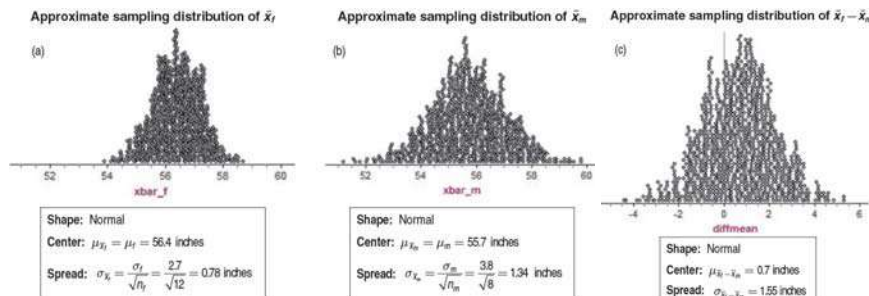 Approximate sampling distribution of x̄f
(a)
52 54 56 58 60
xbar_f
Shape: Normal
Center: μx̄f = μf = 56.4 inches
Spread: σx̄f = σf/√nf = 2.7/√12 = 0.78 inches
Approximate sampling distribution of x̄m
(b)
52 54 56 58 60
xbar_m
Shape: Normal
Center: μx̄m = μm = 55.7 inches
Spread: σx̄m = σm/√nm = 3.8/√8 = 1.34 inches
Approximate sampling distribution of x̄f – x̄m
(c)
-4 -2 0 2 4 6
diffmean
Shape: Normal
Center: μx̄f–x̄m = 0.7 inches
Spread: σx̄f–x̄m = 1.55 inches